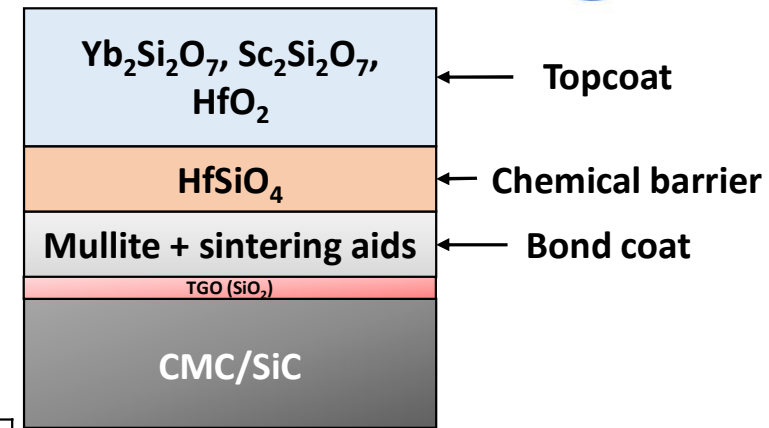 Yb₂Si₂O₇, Sc₂Si₂O₇,
HfO₂
Topcoat
HfSiO₄
Chemical barrier
Mullite + sintering aids
Bond coat
TGO (SiO₂)
CMC/SiC